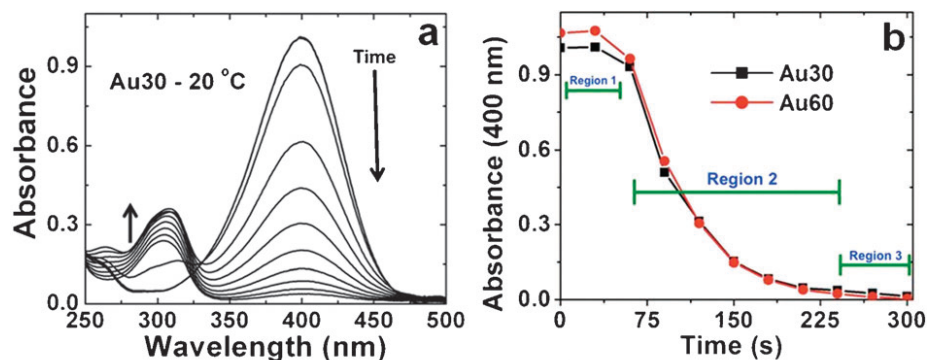 a
Au30 - 20 °C
Time
Absorbance
0.9
0.6
0.3
0.0
250 300 350 400 450 500
Wavelength (nm)
b
Au30
Au60
Region 1
Region 2
Region 3
Absorbance (400 nm)
0.9
0.6
0.3
0.0
0 75 150 225 300
Time (s)